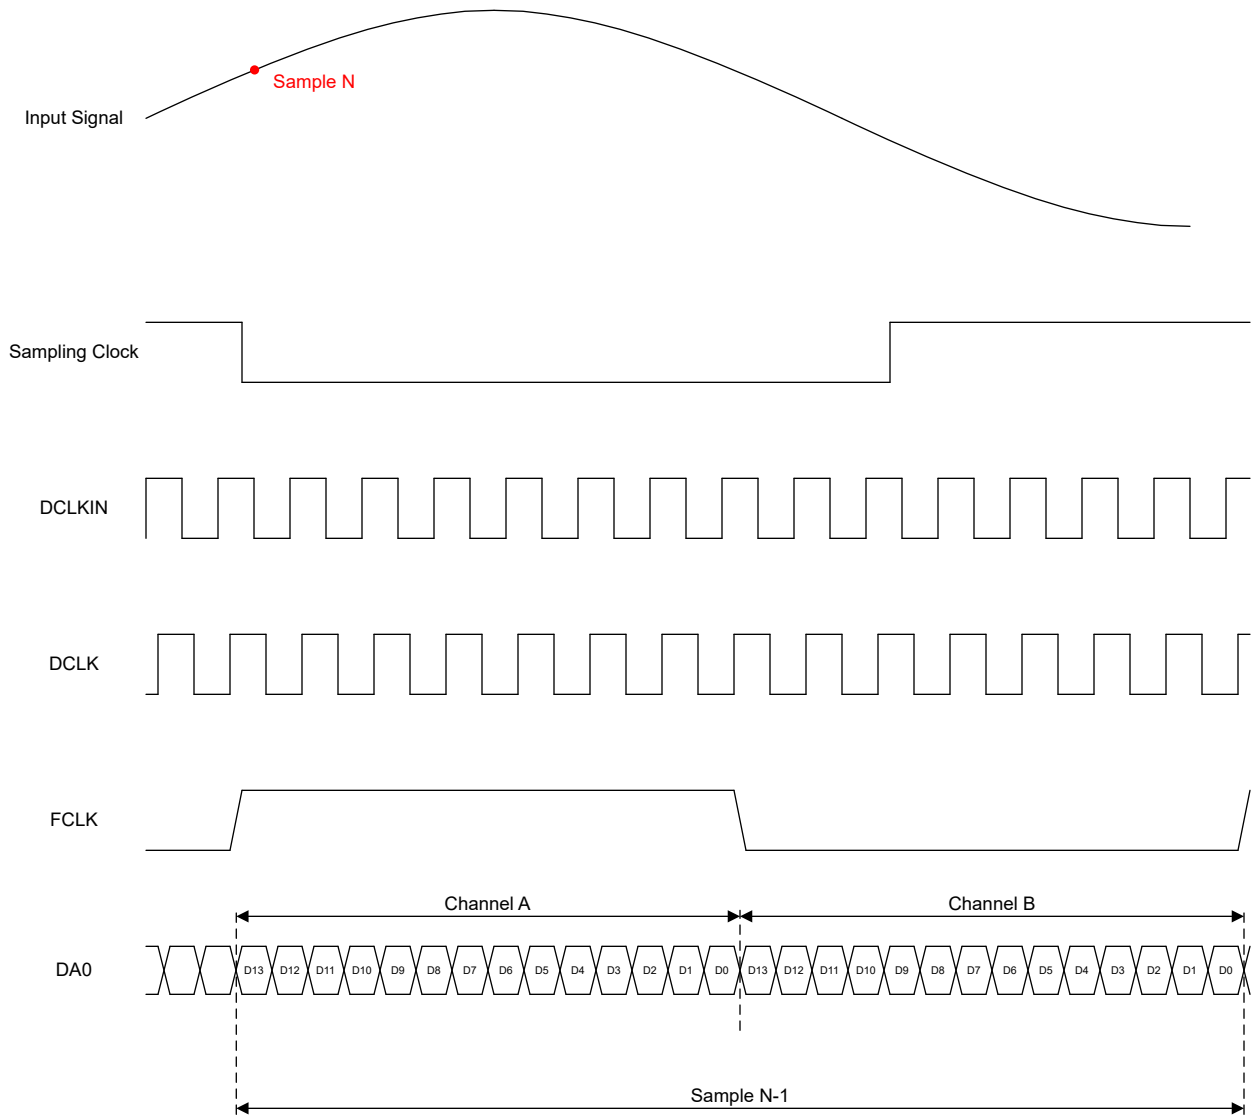 Sample N
Input Signal
Sampling Clock
DCLKIN
DCLK
FCLK
Channel A Channel B
DA0 D13 D12 D11 D10 D9 D8 D7 D6 D5 D4 D3 D2 D1 D0 D13 D12 D11 D10 D9 D8 D7 D6 D5 D4 D3 D2 D1 D0
Sample N-1